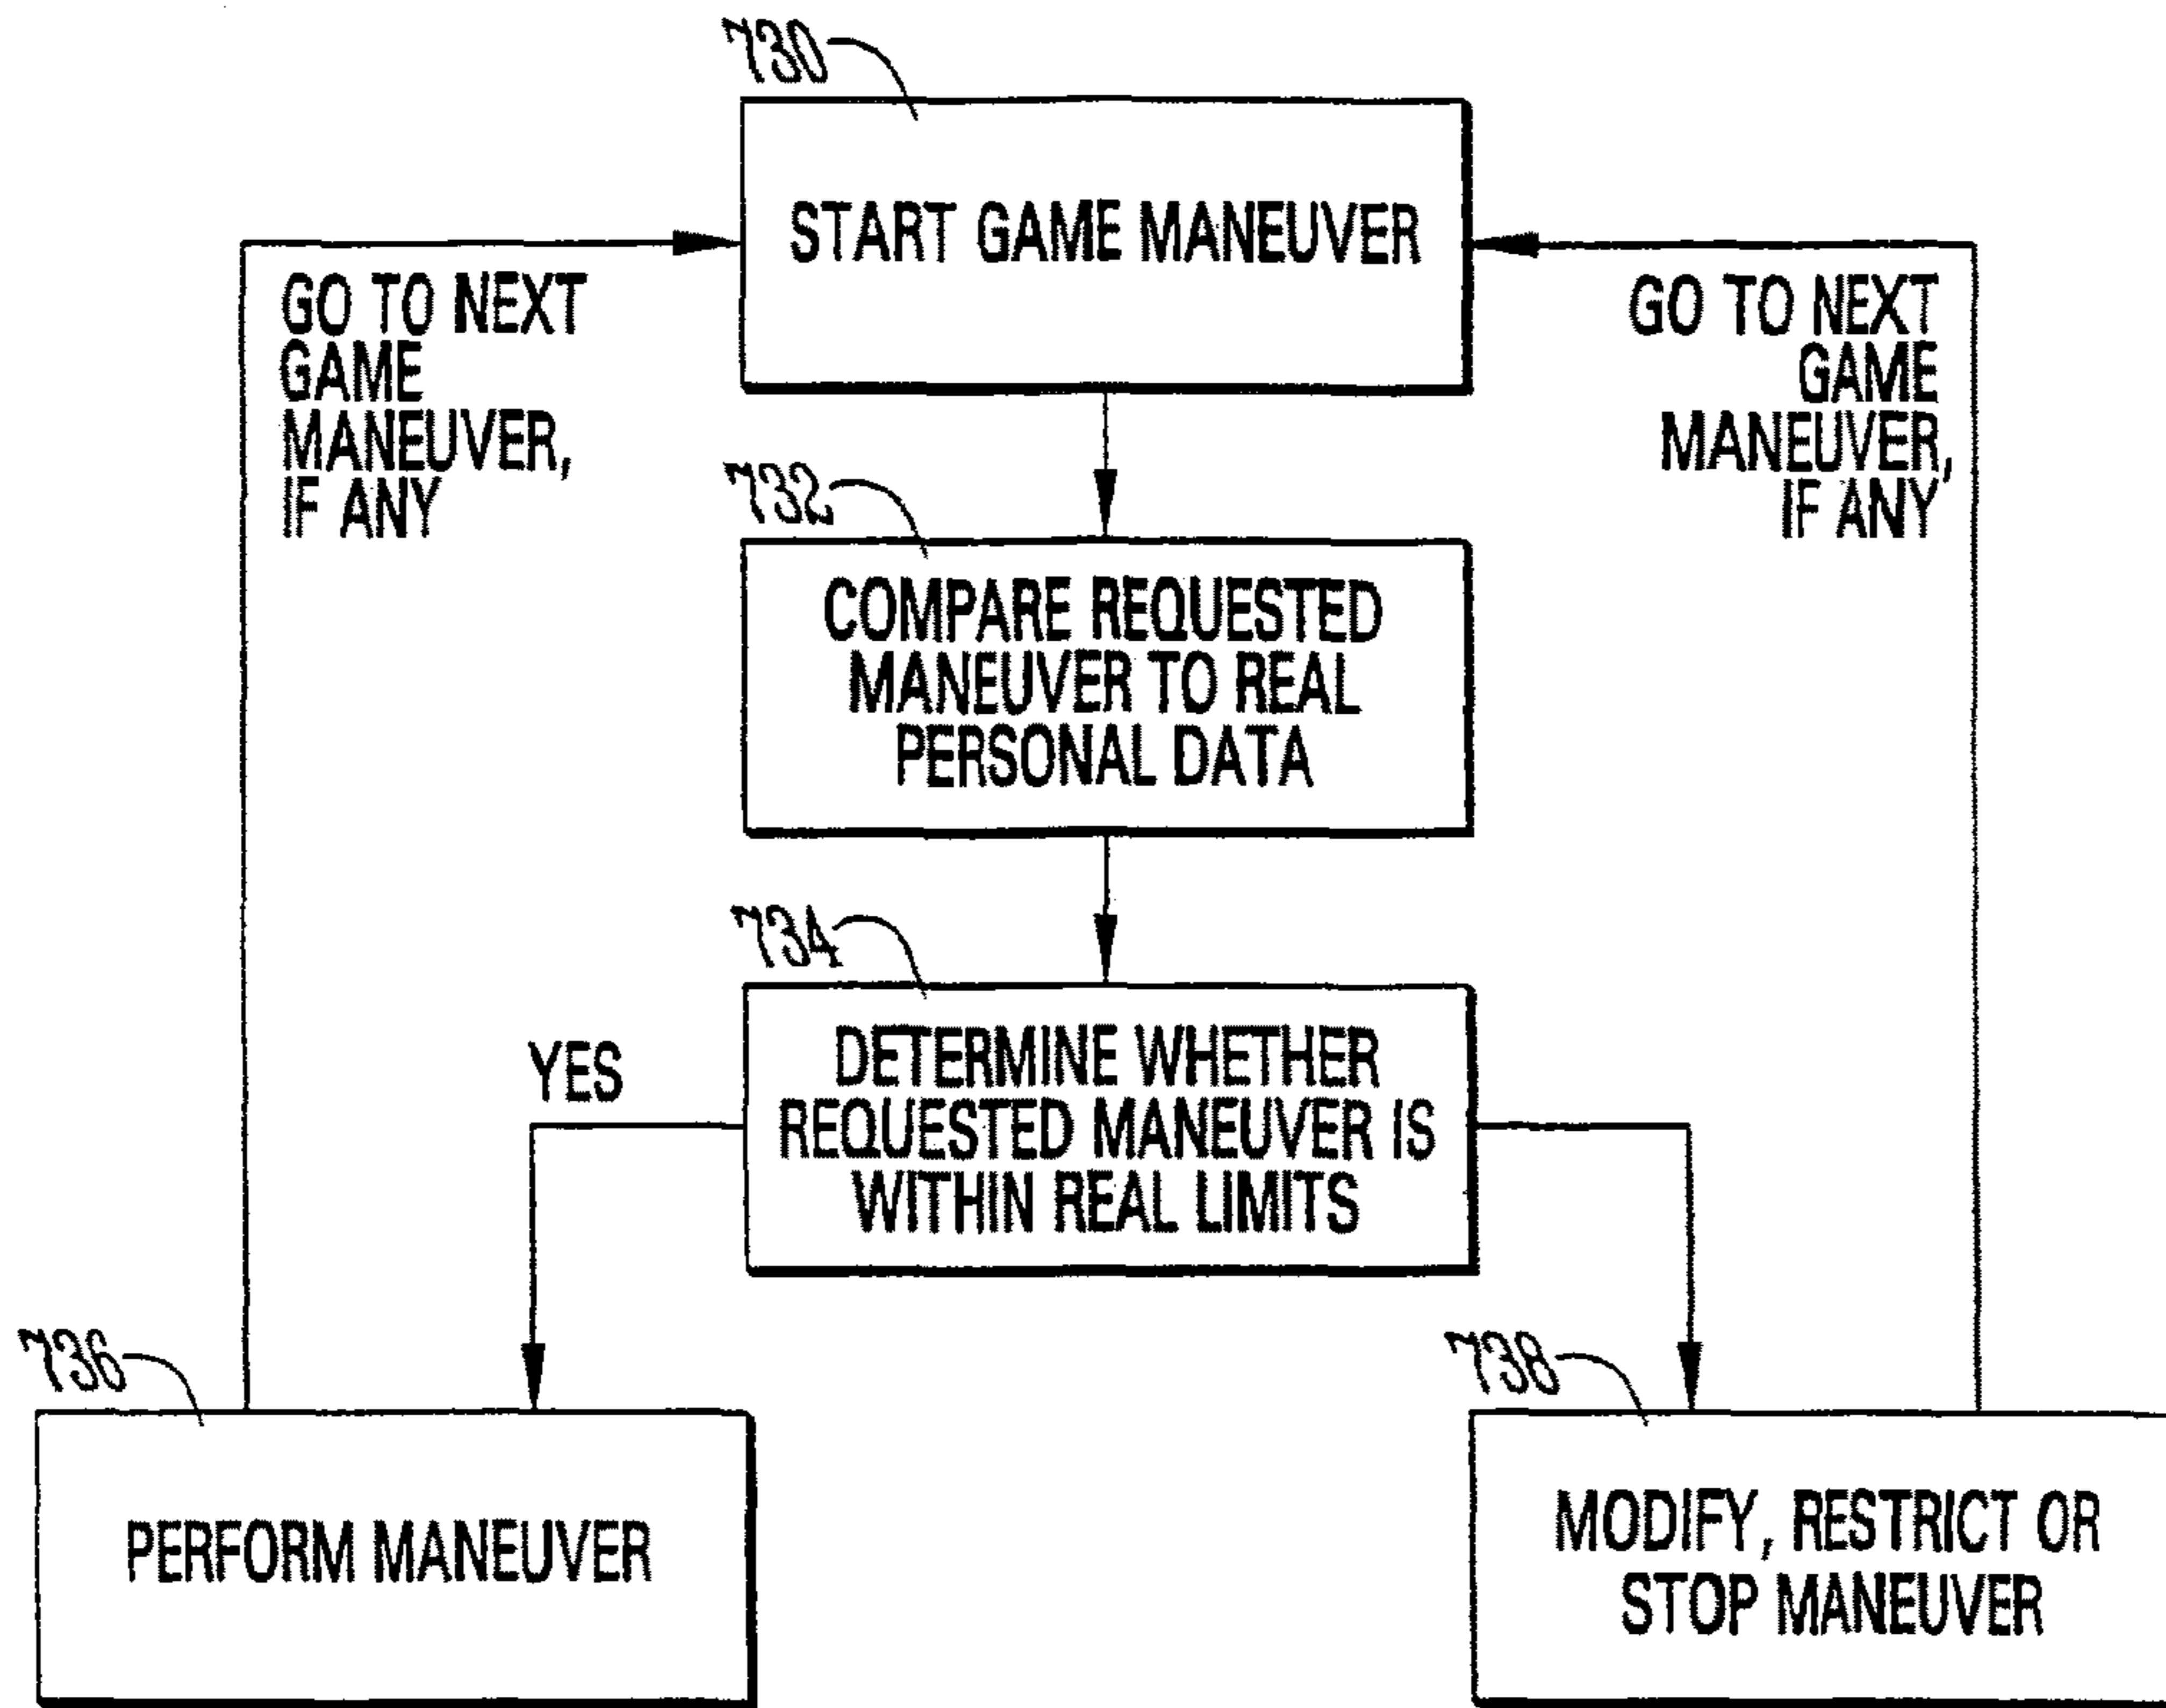 730
START GAME MANEUVER
GO TO NEXT
GAME
MANEUVER,
IF ANY
GO TO NEXT
GAME
MANEUVER,
IF ANY
732
COMPARE REQUESTED
MANEUVER TO REAL
PERSONAL DATA
734
DETERMINE WHETHER
REQUESTED MANEUVER IS
WITHIN REAL LIMITS
YES
736
PERFORM MANEUVER
738
MODIFY, RESTRICT OR
STOP MANEUVER